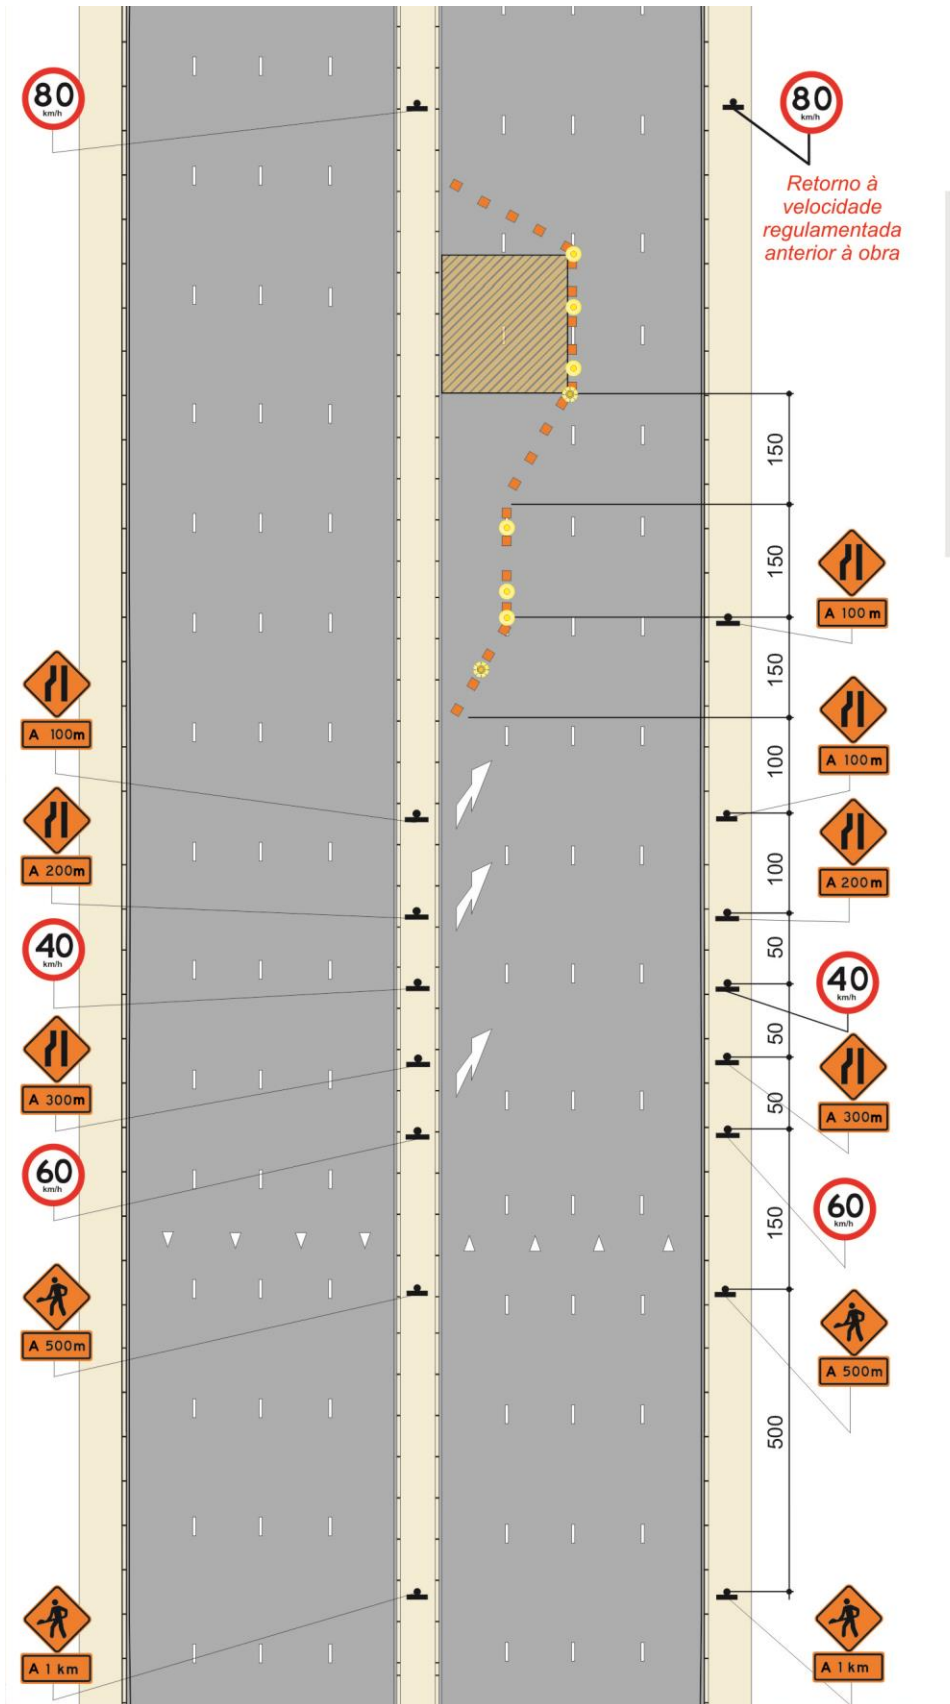 80
km/h
80
km/h
Retorno à
velocidade
regulamentada
anterior à obra
150
150
A 100 m
150
A 100m
100
A 100 m
A 200m
100
A 200 m
40
km/h
50
40
km/h
50
A 300m
50
A 300m
60
km/h
150
60
km/h
A 500m
A 500m
500
A 1 km
A 1 km